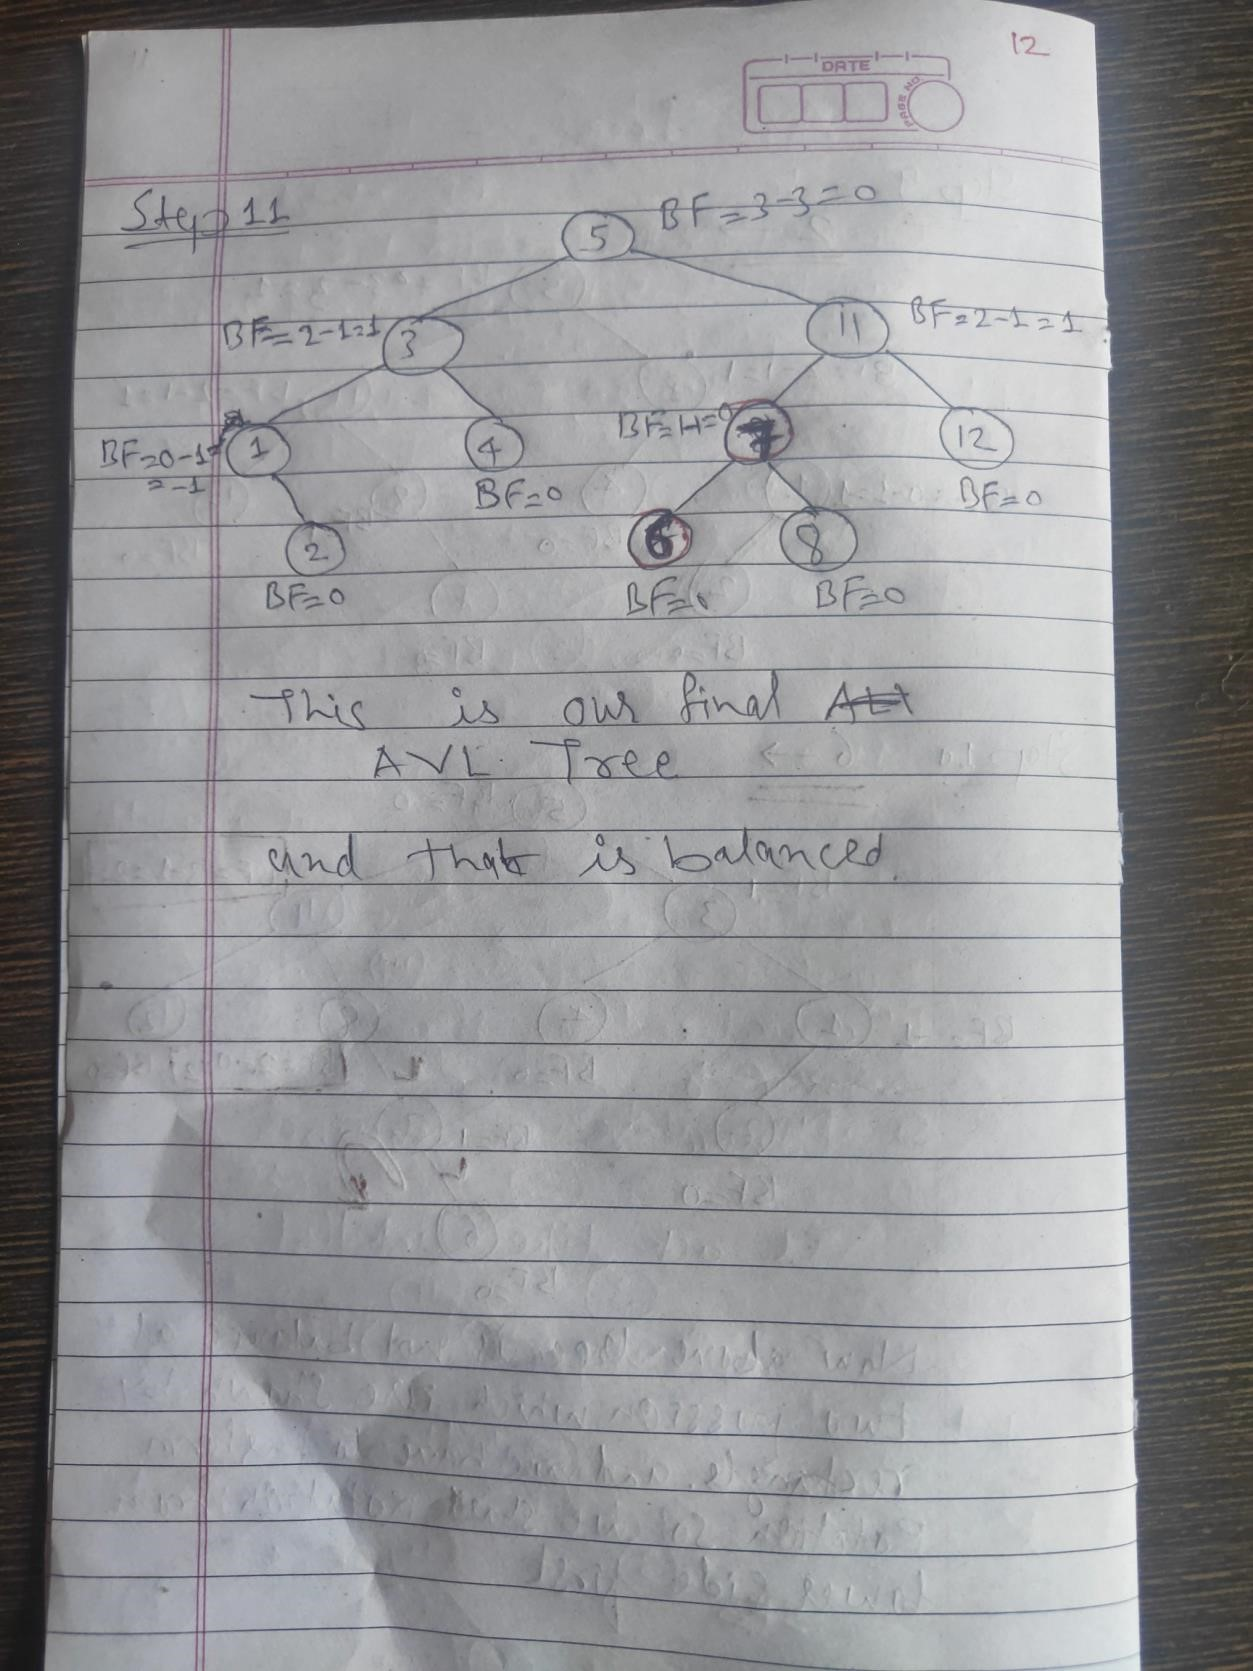 12
DATE
PAGE NO.
Step 11
5 BF=3-3=0
BF=2-1=1 3 11 BF=2-1=1
BF=0-1= 1 4 7 12
=-1 BF=0 BF=0
2 6 8
BF=0 BF=0 BF=0
This is our final
AVL Tree
and that is balanced.